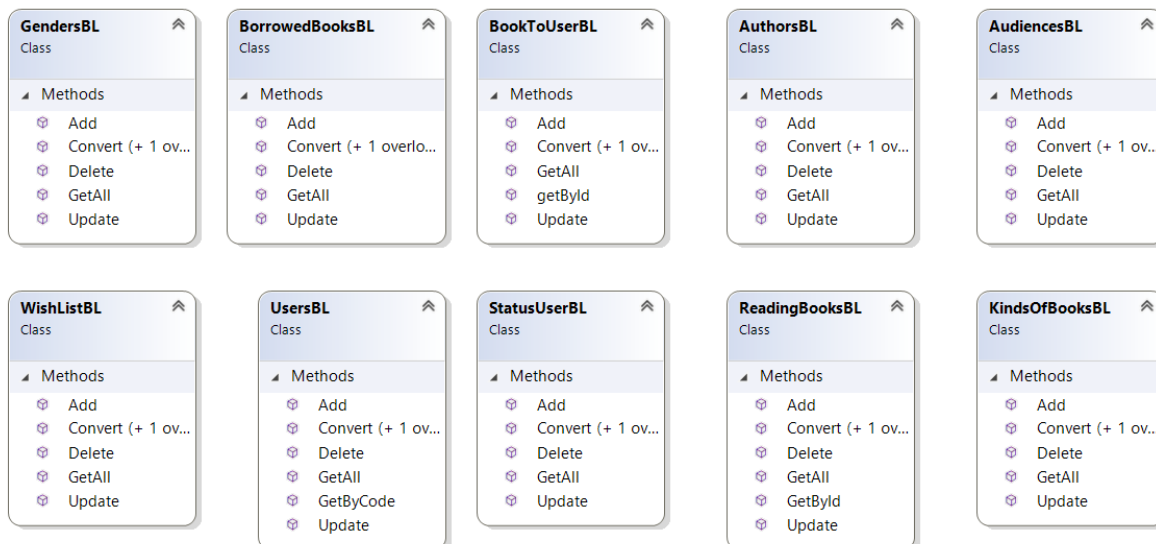 GendersBL
Class
Methods
Add
Convert (+ 1 ov...
Delete
GetAll
Update
BorrowedBooksBL
Class
Methods
Add
Convert (+ 1 overlo...
Delete
GetAll
Update
BookToUserBL
Class
Methods
Add
Convert (+ 1 ov...
GetAll
getById
Update
AuthorsBL
Class
Methods
Add
Convert (+ 1 ov...
Delete
GetAll
Update
AudiencesBL
Class
Methods
Add
Convert (+ 1 ov...
Delete
GetAll
Update
WishListBL
Class
Methods
Add
Convert (+ 1 ov...
Delete
GetAll
Update
UsersBL
Class
Methods
Add
Convert (+ 1 ov...
Delete
GetAll
GetByCode
Update
StatusUserBL
Class
Methods
Add
Convert (+ 1 ov...
Delete
GetAll
Update
ReadingBooksBL
Class
Methods
Add
Convert (+ 1 ov...
Delete
GetAll
GetById
Update
KindsOfBooksBL
Class
Methods
Add
Convert (+ 1 ov...
Delete
GetAll
Update